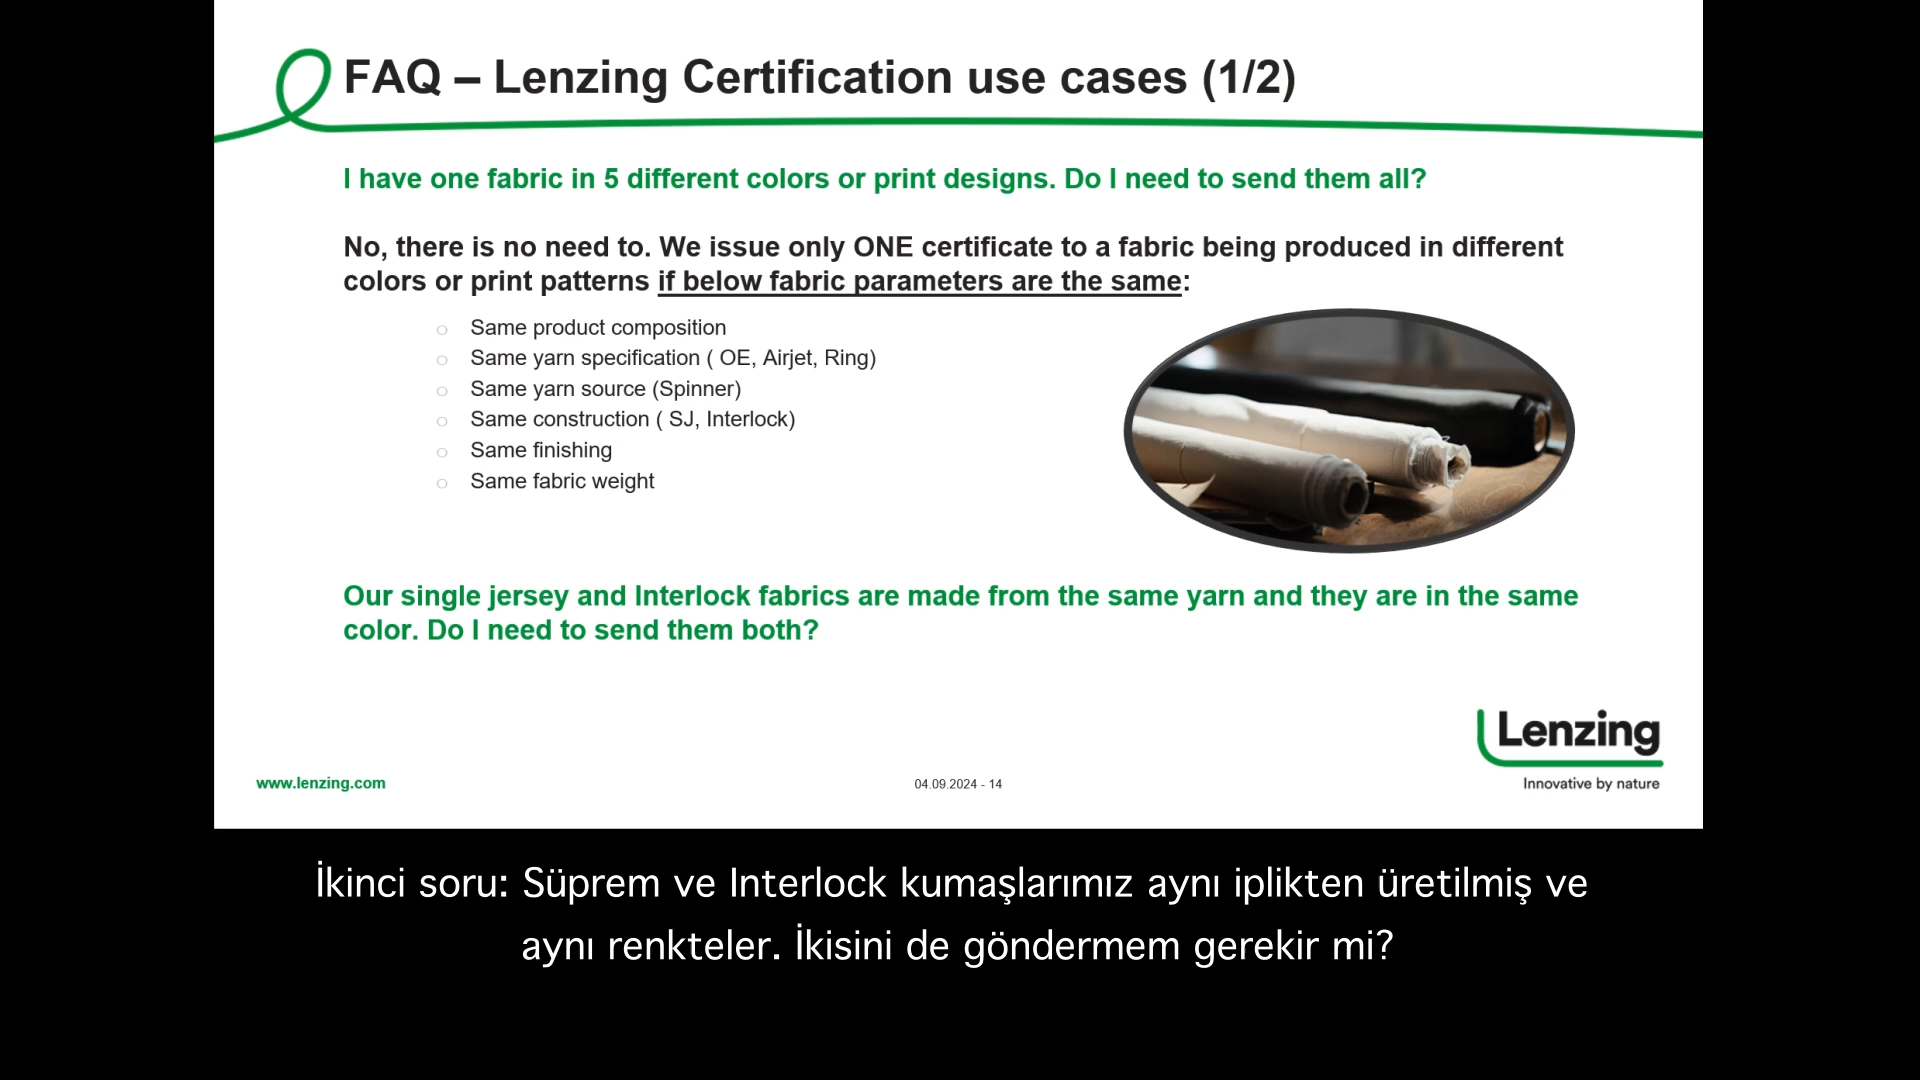 FAQ – Lenzing Certification use cases (1/2)
I have one fabric in 5 different colors or print designs. Do I need to send them all?
No, there is no need to. We issue only ONE certificate to a fabric being produced in different
colors or print patterns if below fabric parameters are the same:
Same product composition
Same yarn specification ( OE, Airjet, Ring)
Same yarn source (Spinner)
Same construction ( SJ, Interlock)
Same finishing
Same fabric weight
Our single jersey and Interlock fabrics are made from the same yarn and they are in the same
color. Do I need to send them both?
Lenzing
Innovative by nature
www.lenzing.com
04.09.2024 - 14
İkinci soru: Süprem ve Interlock kumaşlarımız aynı iplikten üretilmiş ve
aynı renkteler. İkisini de göndermem gerekir mi?